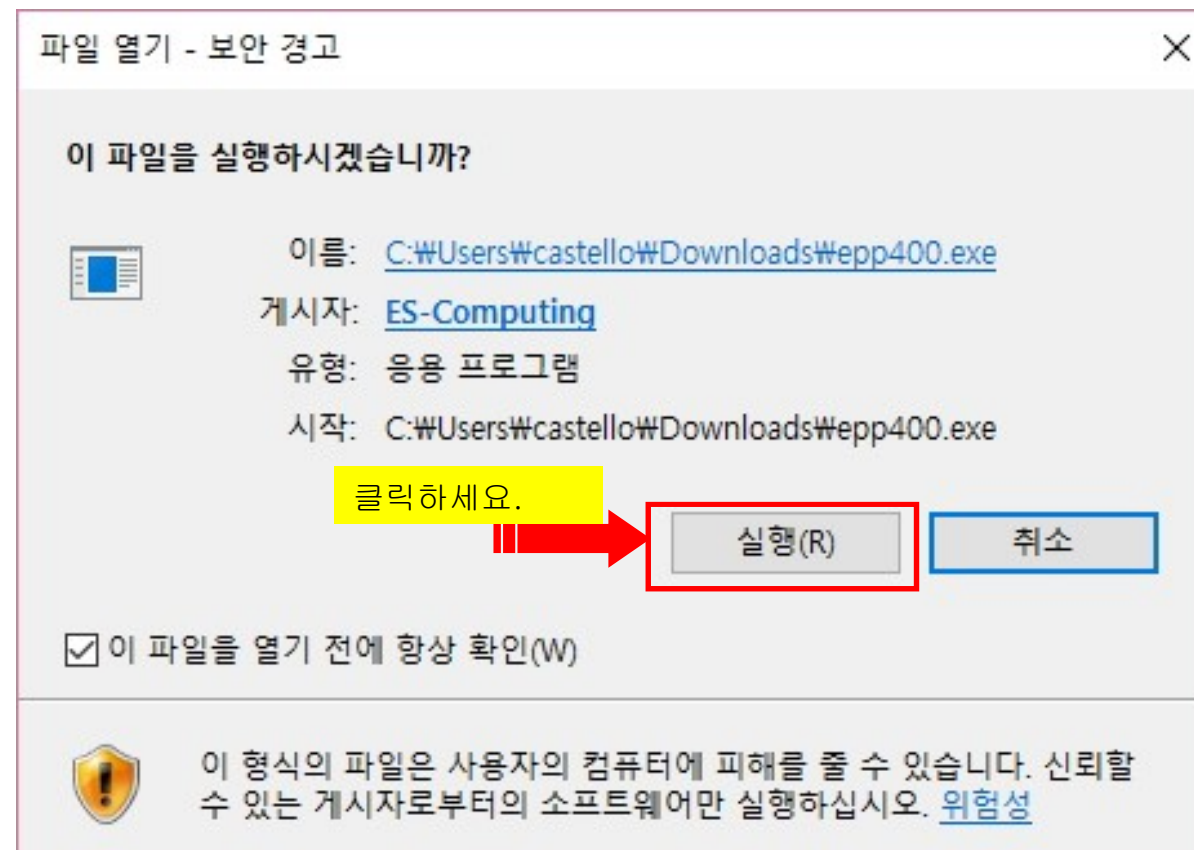 파일 열기 - 보안 경고
이 파일을 실행하시겠습니까?
이름: C:₩Users₩castello₩Downloads₩epp400.exe
게시자: ES-Computing
유형: 응용 프로그램
시작: C:₩Users₩castello₩Downloads₩epp400.exe
클릭하세요.
실행(R) 취소
이 파일을 열기 전에 항상 확인(W)
이 형식의 파일은 사용자의 컴퓨터에 피해를 줄 수 있습니다. 신뢰할
수 있는 게시자로부터의 소프트웨어만 실행하십시오. 위험성